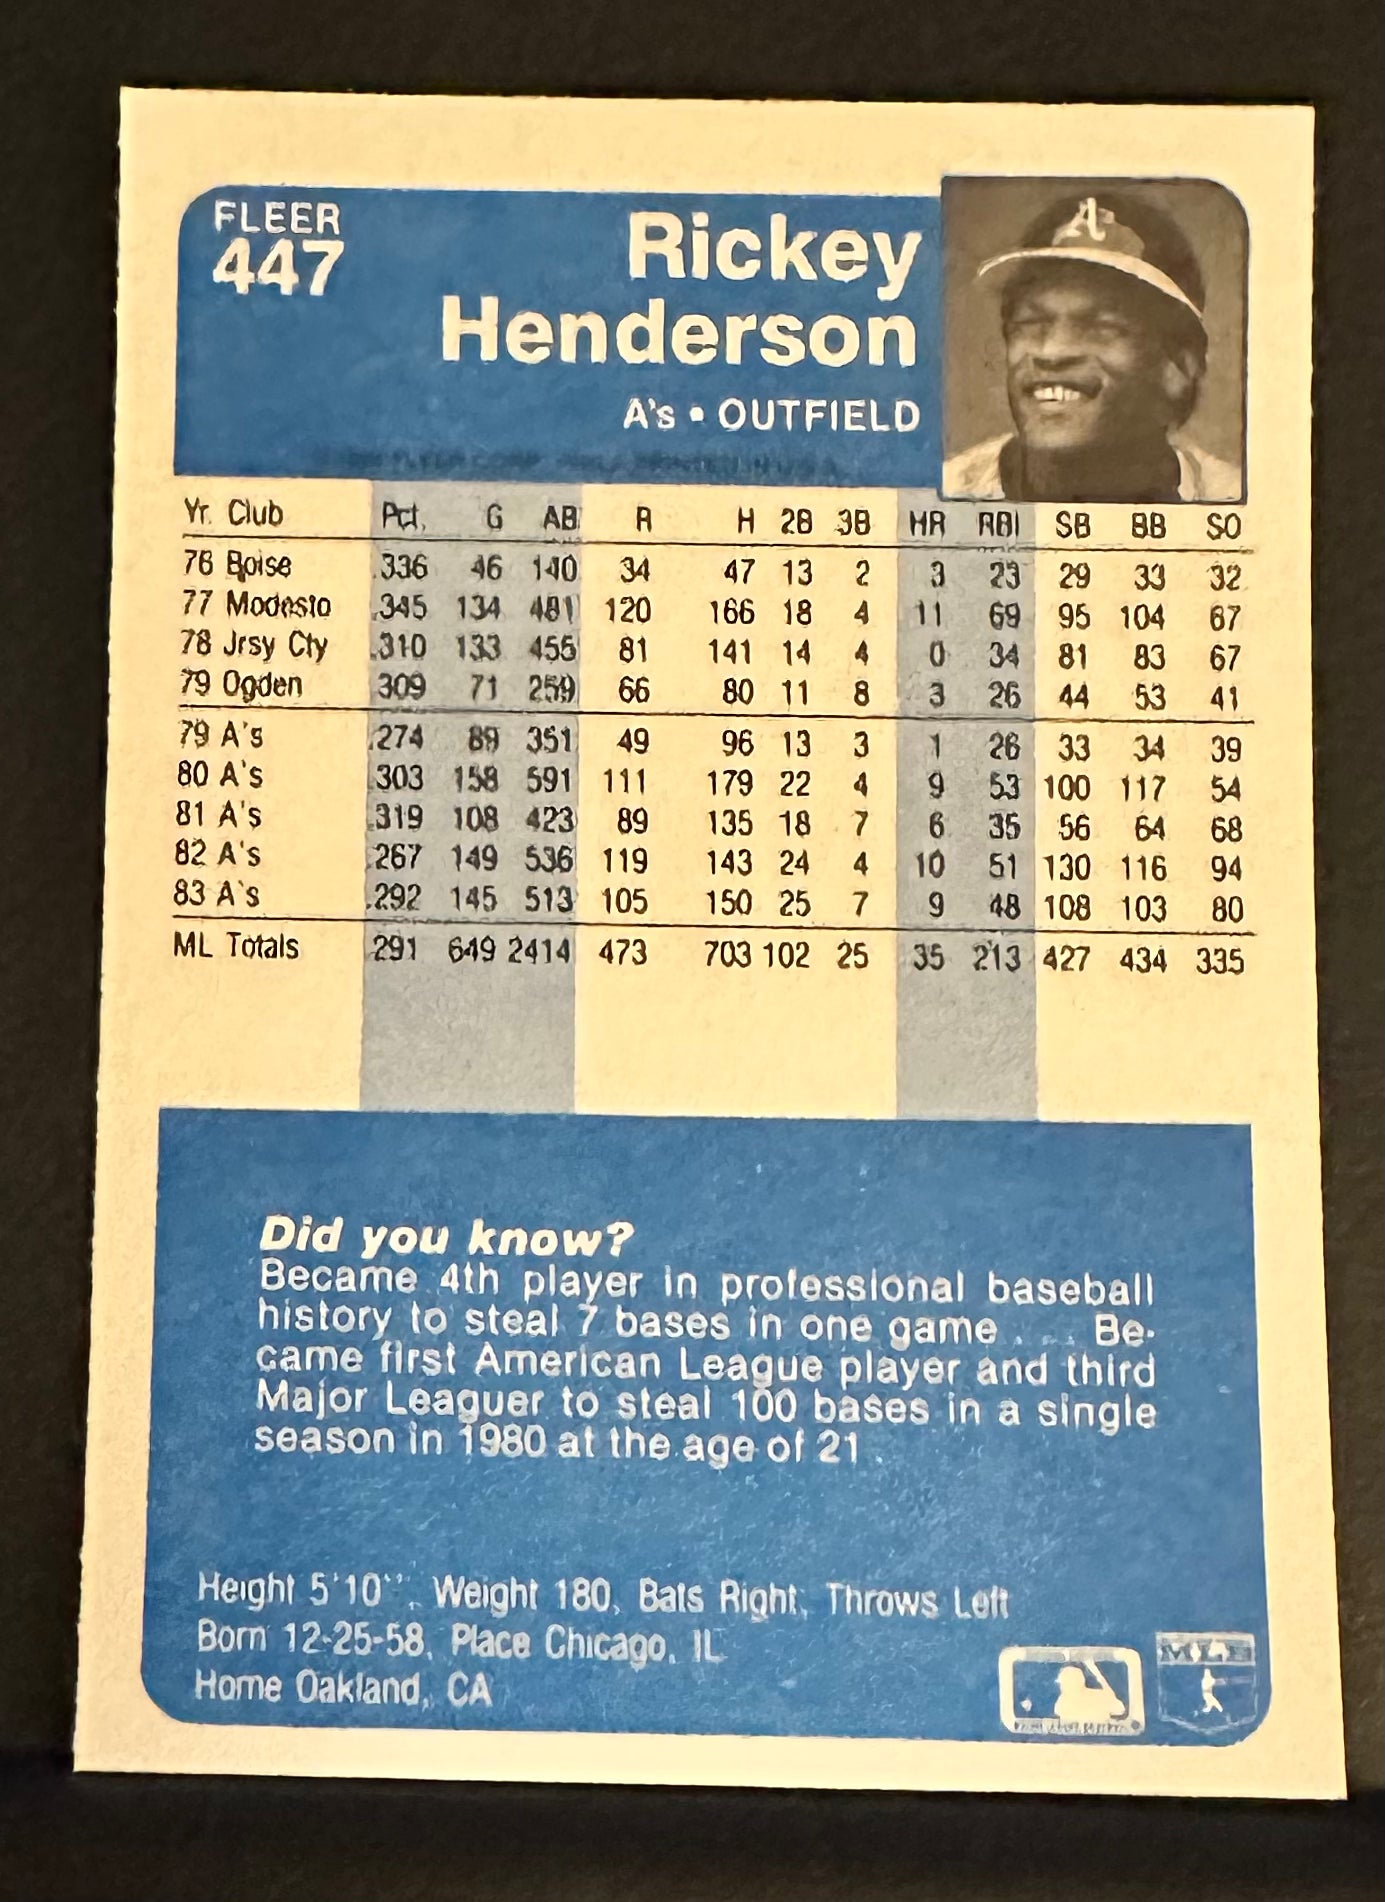 FLEER
447
Rickey
Henderson
A's • OUTFIELD
A
Yr. Club Pct. G AB R H 2B 3B HR RBI SB BB SO
76 Boise .336 46 140 34 47 13 2 3 23 29 33 32
77 Modesto .345 134 481 120 166 18 4 11 69 95 104 67
78 Jrsy Cty .310 133 455 81 141 14 4 0 34 81 83 67
79 Ogden 309 71 259 66 80 11 8 3 26 44 53 41
79 A's .274 89 351 49 96 13 3 1 26 33 34 39
80 A's .303 158 591 111 179 22 4 9 53 100 117 54
81 A's .319 108 423 89 135 18 7 6 35 56 64 68
82 A's .267 149 536 119 143 24 4 10 51 130 116 94
83 A's .292 145 513 105 150 25 7 9 48 108 103 80
ML Totals .291 649 2414 473 703 102 25 35 213 427 434 335
Did you know?
Became 4th player in professional baseball
history to steal 7 bases in one game . . . Be-
came first American League player and third
Major Leaguer to steal 100 bases in a single
season in 1980 at the age of 21
Height 5'10", Weight 180, Bats Right, Throws Left
Born 12-25-58, Place Chicago, IL
Home Oakland, CA